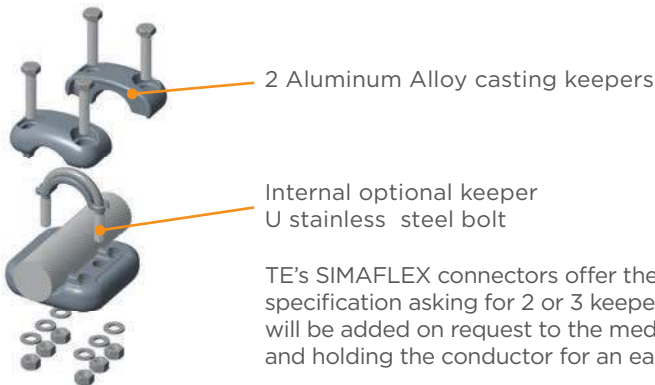 2 Aluminum Alloy casting keepers
Internal optional keeper
U stainless steel bolt
TE's SIMAFLEX connectors offer the
specification asking for 2 or 3 keepe
will be added on request to the med
and holding the conductor for an ea